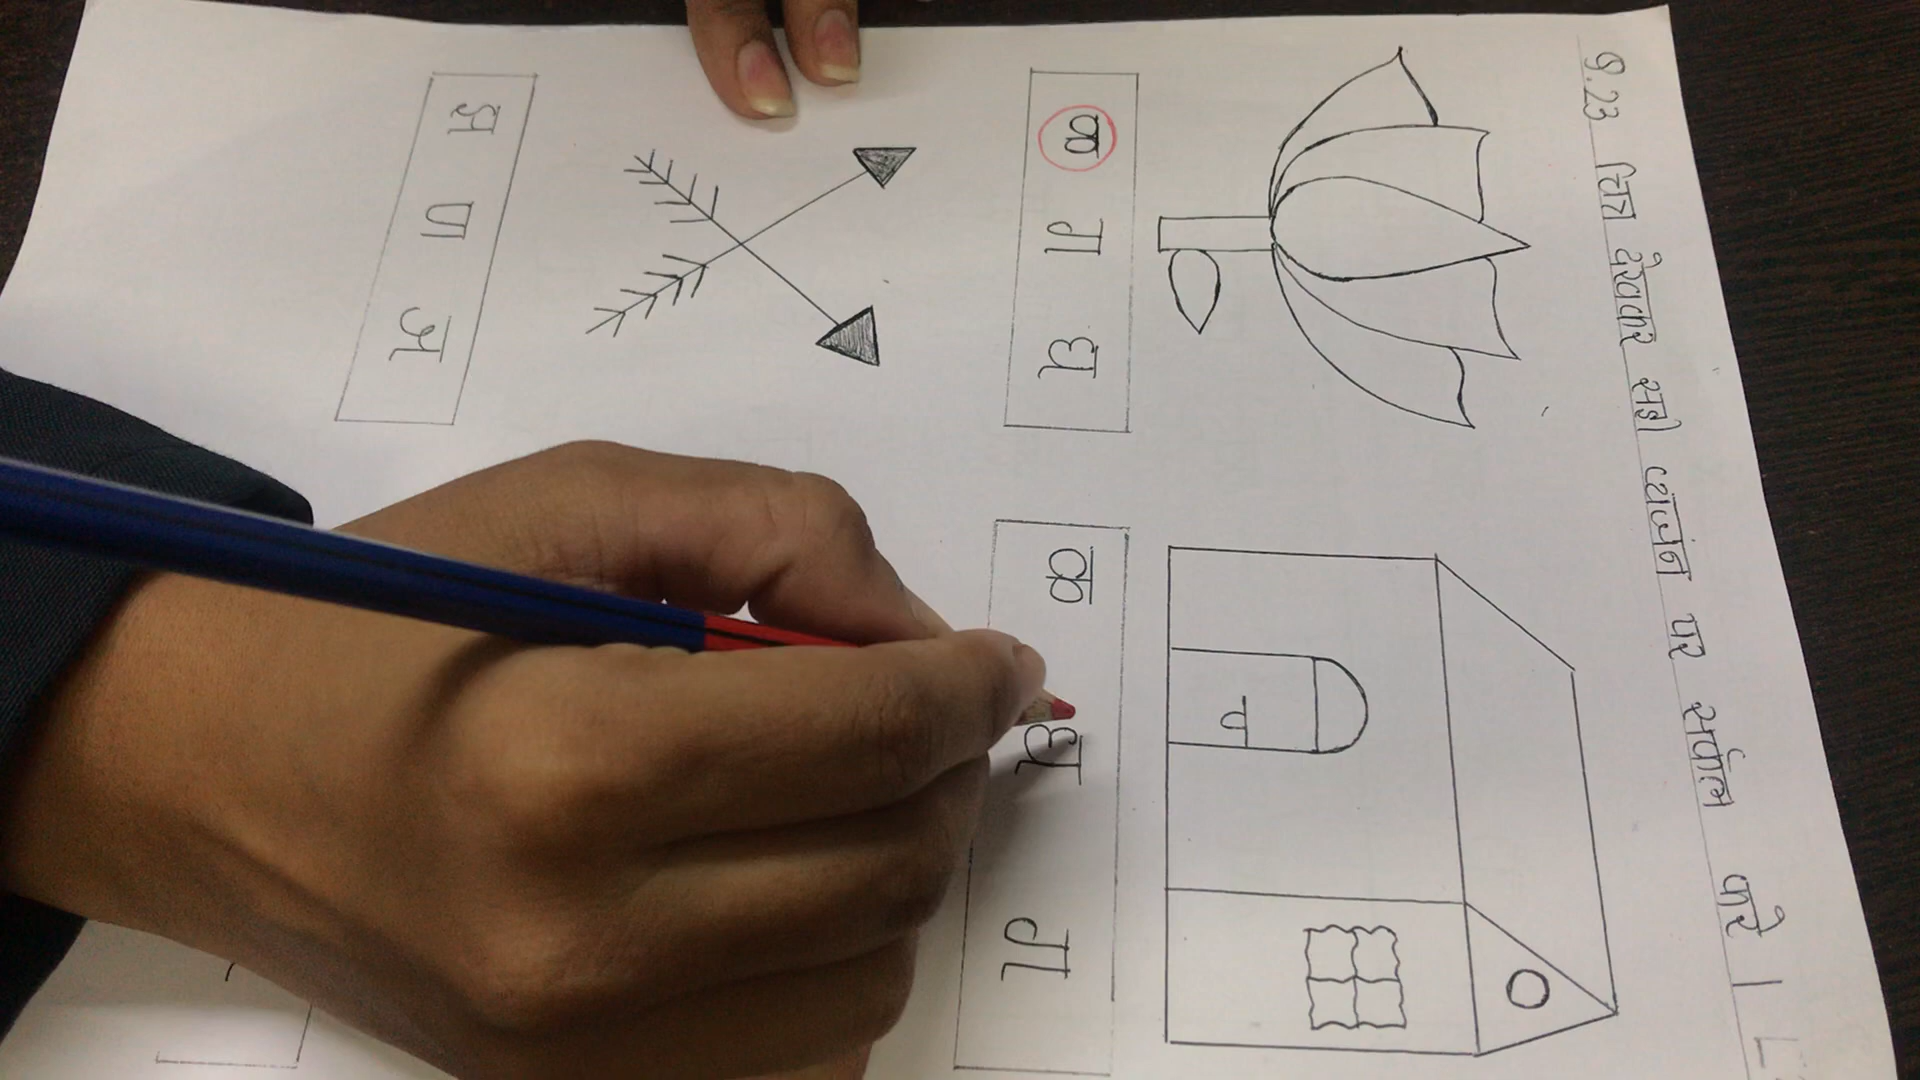 Q.23 चित्र देखकर सही व्यंजन पर सर्कल करे ।
क ग घ
क घ ग
झ ण ञ